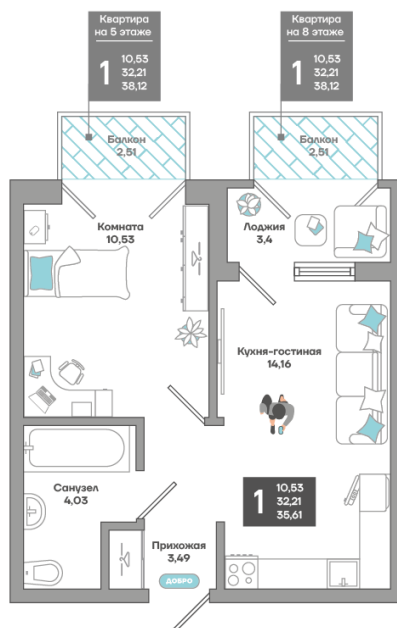 Квартира
на 5 этаже
1
10,53
32,21
38,12
Квартира
на 8 этаже
1
10,53
32,21
38,12
Балкон
2,51
Балкон
2,51
Комната
10,53
Лоджия
3,4
Кухня-гостиная
14,16
Санузел
4,03
1
10,53
32,21
35,61
Прихожая
3,49
ДОБРО